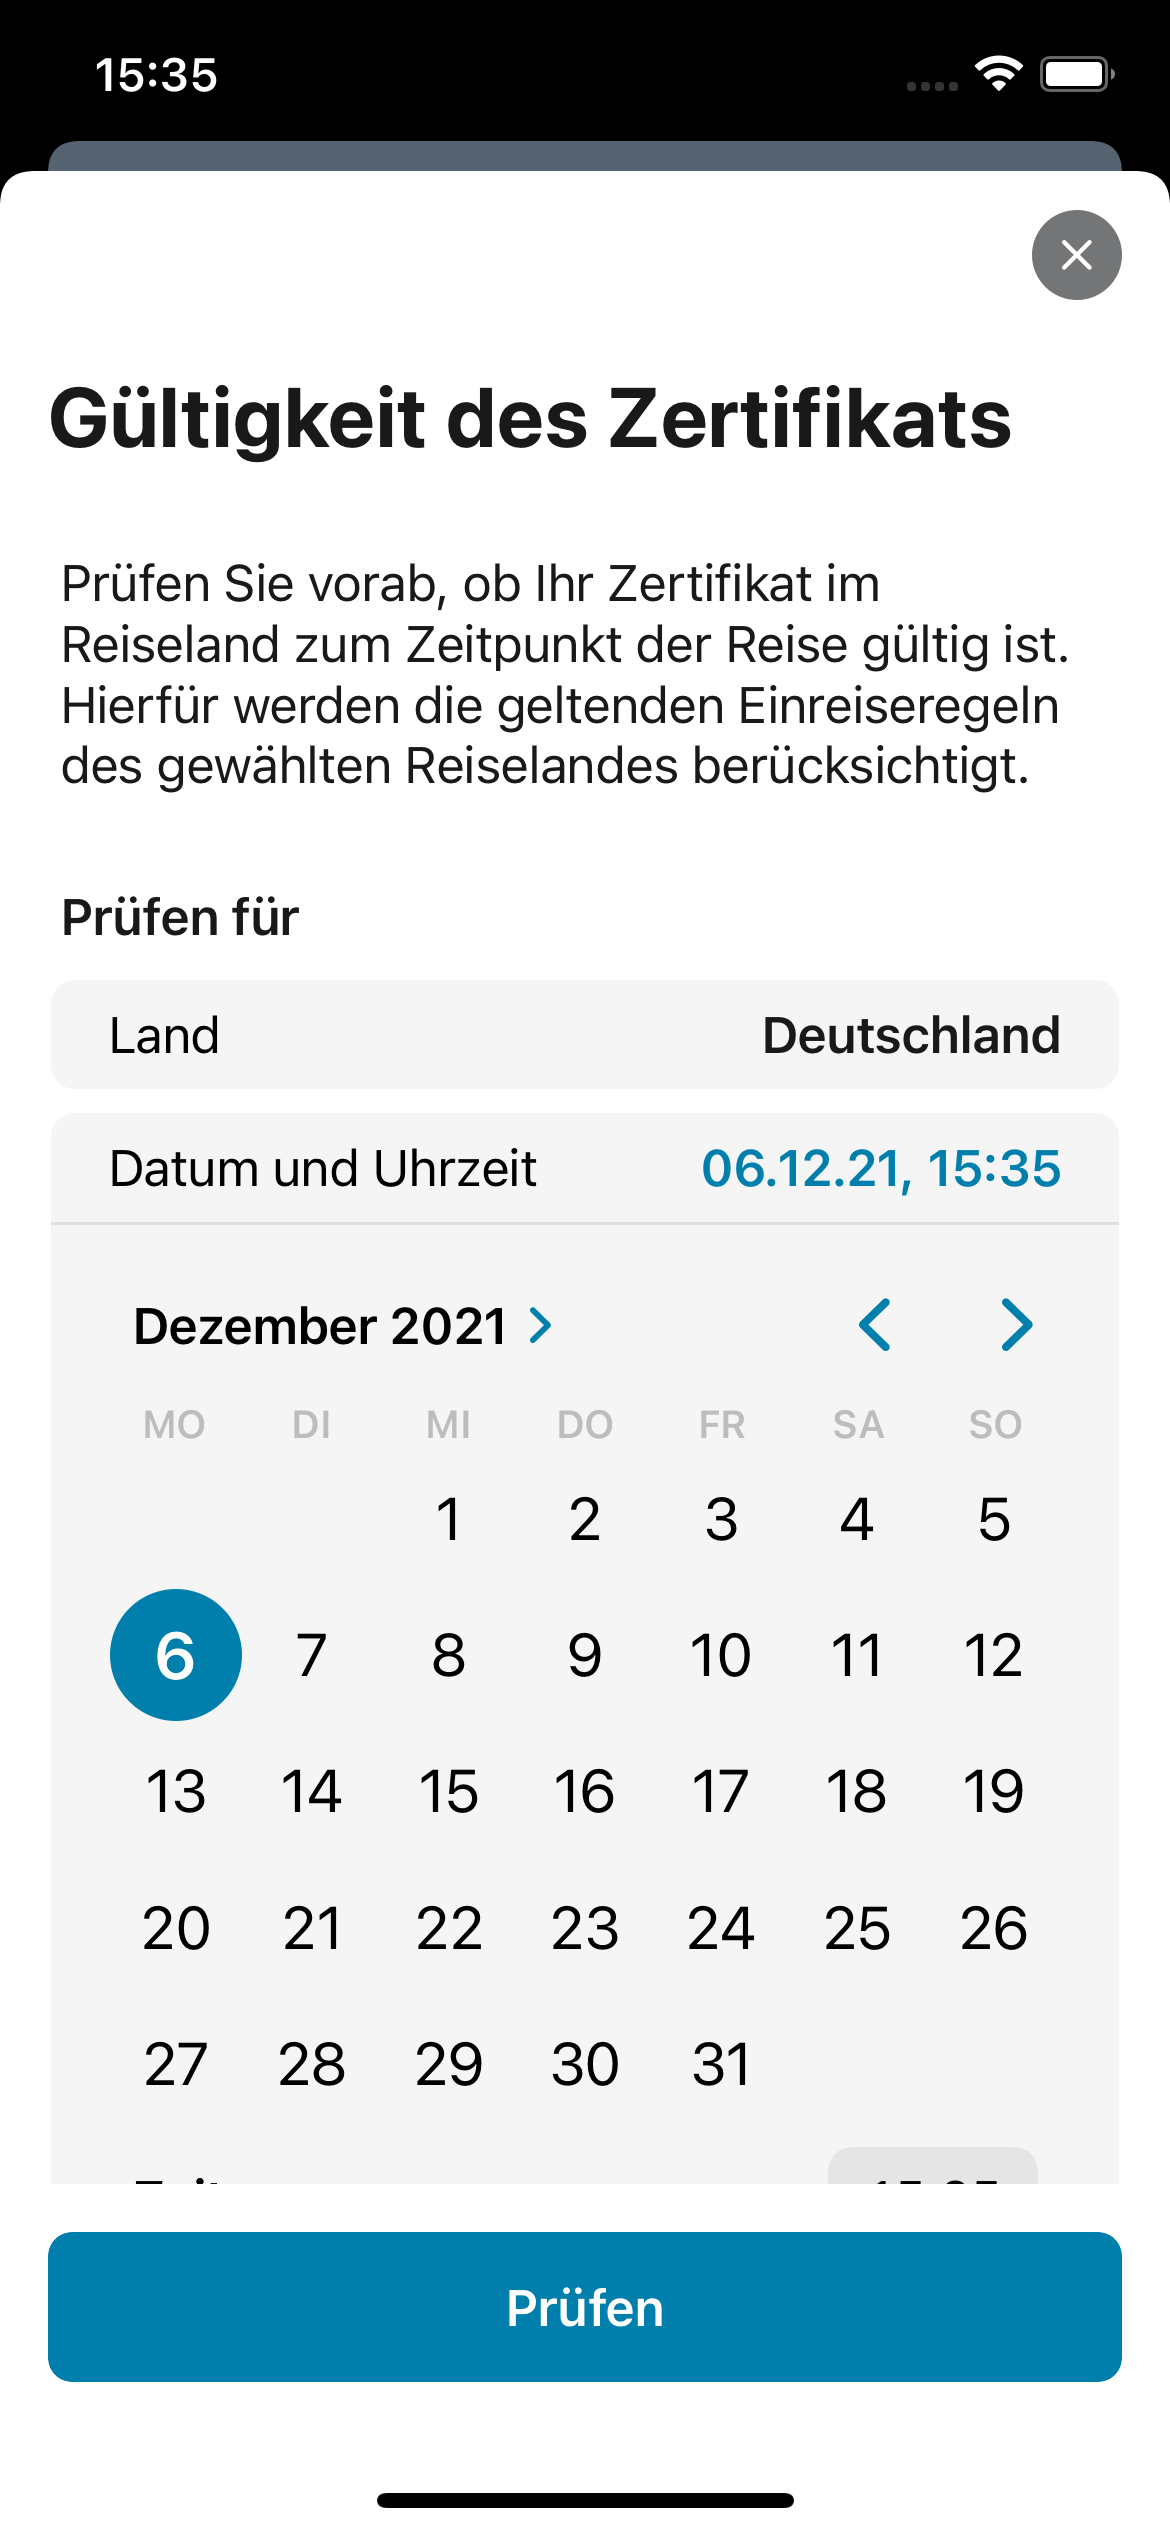 15:35
Gültigkeit des Zertifikats
Prüfen Sie vorab, ob Ihr Zertifikat im
Reiseland zum Zeitpunkt der Reise gültig ist.
Hierfür werden die geltenden Einreiseregeln
des gewählten Reiselandes berücksichtigt.
Prüfen für
Land Deutschland
Datum und Uhrzeit 06.12.21, 15:35
Dezember 2021
MO DI MI DO FR SA SO
1 2 3 4 5
6 7 8 9 10 11 12
13 14 15 16 17 18 19
20 21 22 23 24 25 26
27 28 29 30 31
Prüfen